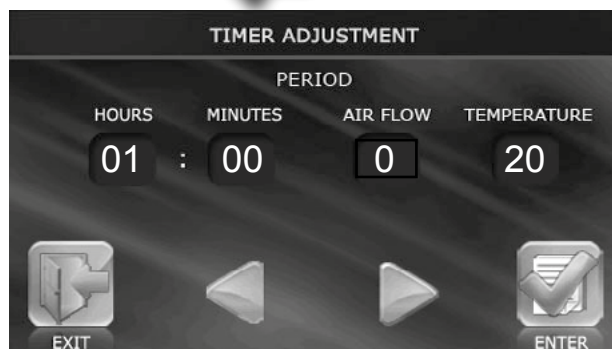 TIMER ADJUSTMENT
PERIOD
HOURS MINUTES AIR FLOW TEMPERATURE
01 : 00 0 20
EXIT ENTER